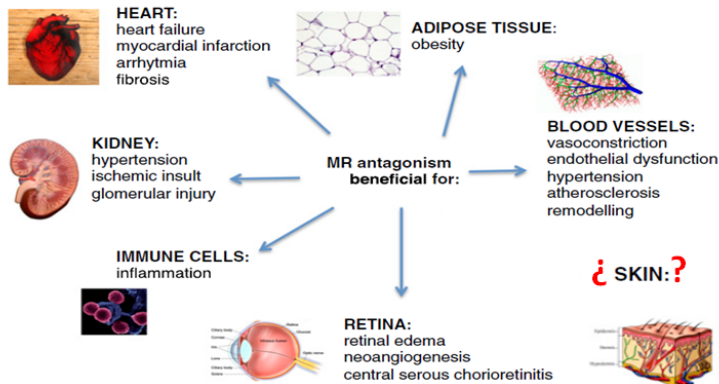 HEART:
heart failure
myocardial infarction
arrhytmia
fibrosis
ADIPOSE TISSUE:
obesity
KIDNEY:
hypertension
ischemic insult
glomerular injury
MR antagonism
beneficial for:
BLOOD VESSELS:
vasoconstriction
endothelial dysfunction
hypertension
atherosclerosis
remodelling
IMMUNE CELLS:
inflammation
¿ SKIN:?
RETINA:
retinal edema
neoangiogenesis
central serous chorioretinitis